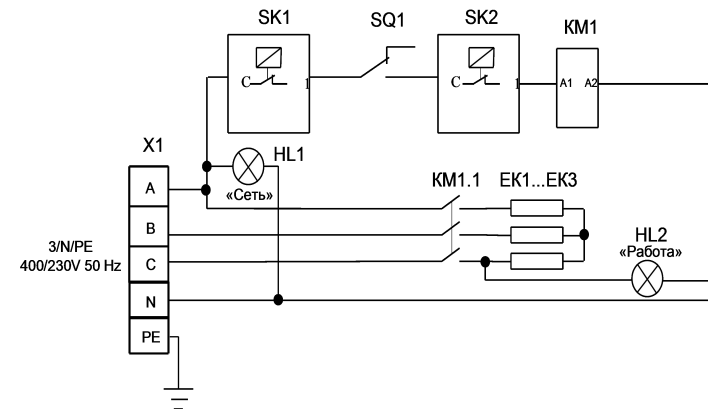 SK1 SQ1 SK2 KM1
C 1 C 1 A1 A2
X1
HL1
A
«Сеть»
KM1.1 EK1...EK3
B
HL2
«Работа»
3/N/PE
400/230V 50 Hz
C
N
PE